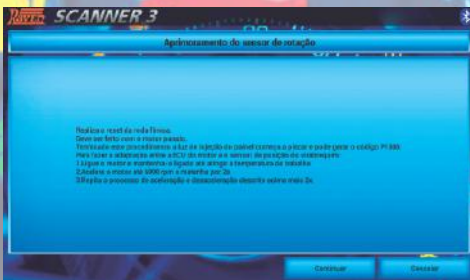 RAVEN SCANNER 3
Aprimoramento do sensor de rotação
Realiza o reset da roda fônica.
Deve ser feito com o motor parado.
Terminado este procedimento a luz de injeção do painel começa a piscar e pode gerar o código
Para fazer a adaptação entre a ECU do motor e o sensor de posição do virabrequim:
1.Ligue o motor e mantenha-o ligado até atingir a temperatura de trabalho.
2.Acelere o motor até rpm e mantenha por 2s
3.Repita o processo de aceleração e desaceleração descrito acima mais 2x.
Continuar
Cancelar